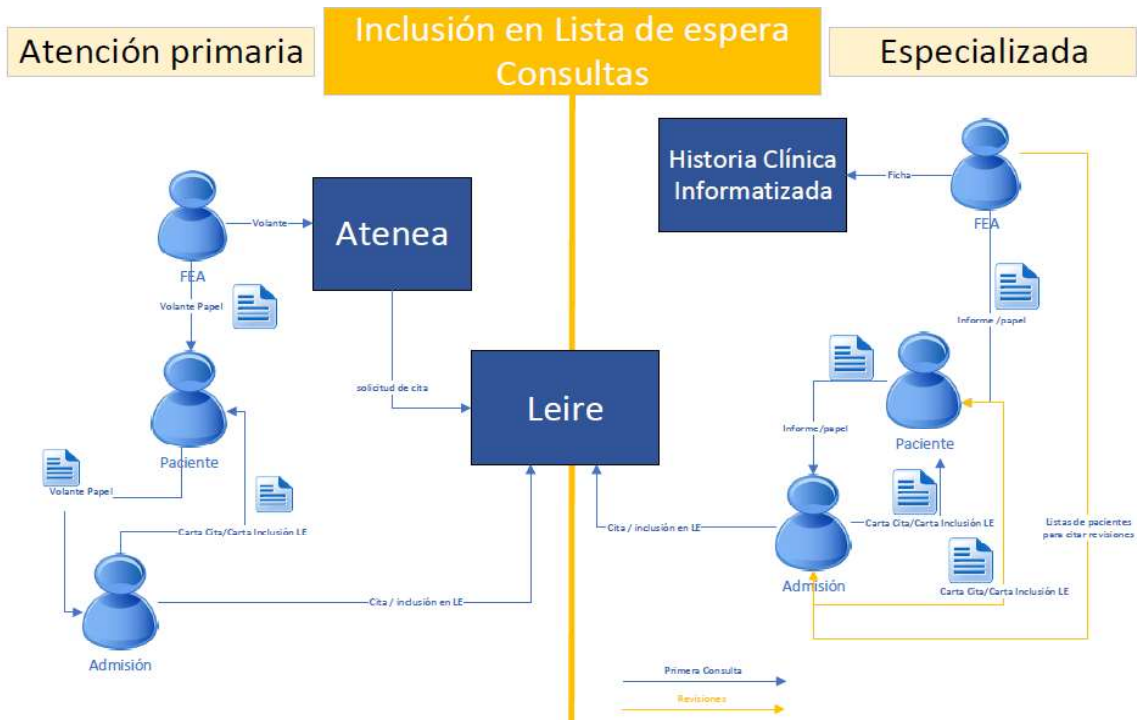 Atención primaria
Inclusión en Lista de espera
Consultas
Especializada
Historia Clínica
Informatizada
Ficha
FEA
Volante
Atenea
FEA
Volante Papel
Informe /papel
solicitud de cita
Leire
Paciente
Informe/papel
Paciente
Volante Papel
Carta Cita/Carta Inclusión LE
Cita / inclusión en LE
Carta Cita/Carta Inclusión LE
Listas de pacientes
para citar revisiones
Admisión
Carta Cita/Carta Inclusión LE
Cita / inclusión en LE
Admisión
Primera Consulta
Revisiones